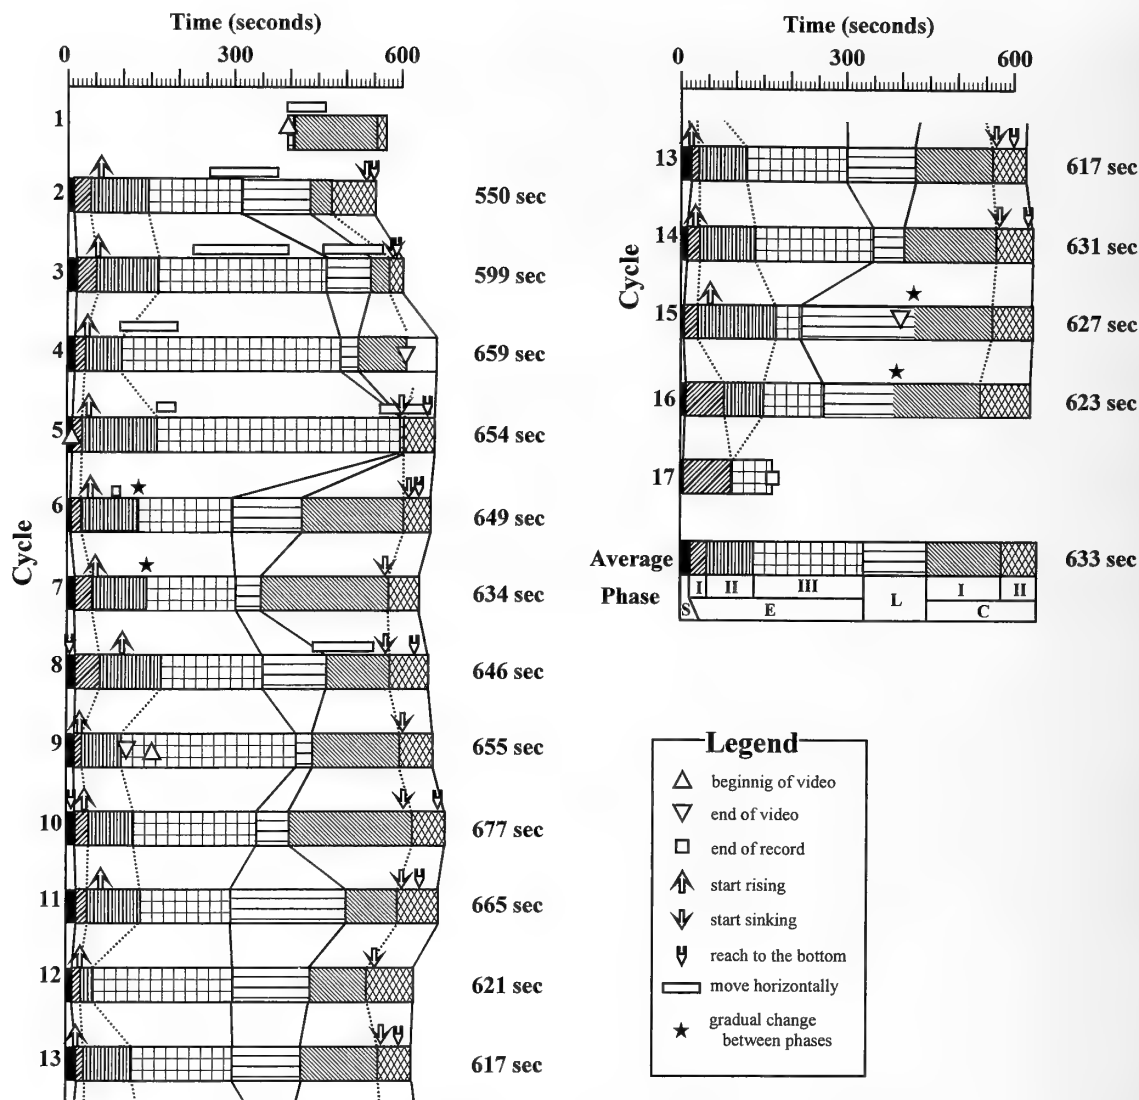 Time (seconds)
0 300 600
1
2 550 sec
3 599 sec
4 659 sec
5 654 sec
6 649 sec
7 634 sec
8 646 sec
9 655 sec
10 677 sec
11 665 sec
12 621 sec
13 617 sec
Cycle
Time (seconds)
0 300 600
13 617 sec
14 631 sec
15 627 sec
16 623 sec
17
Cycle
Average 633 sec
Phase
I II III L I II
S E C
Legend
beginnig of video
end of video
end of record
start rising
start sinking
reach to the bottom
move horizontally
gradual change
between phases